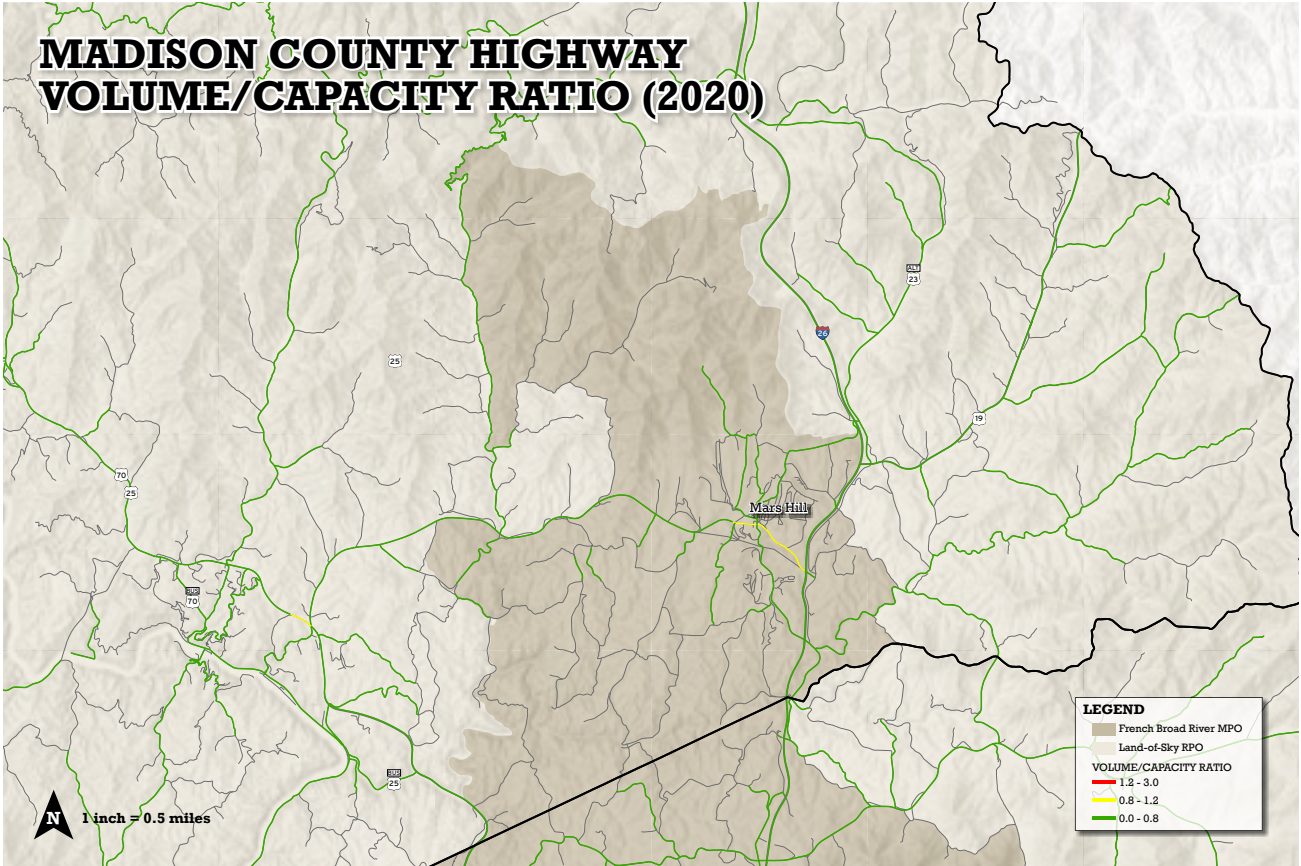 MADISON COUNTY HIGHWAY
VOLUME/CAPACITY RATIO (2020)
ALT
23
26
25
19
70
25
Mars Hill
BUS
70
BUS
25
LEGEND
French Broad River MPO
Land-of-Sky RPO
VOLUME/CAPACITY RATIO
1.2 - 3.0
0.8 - 1.2
0.0 - 0.8
N
1 inch = 0.5 miles